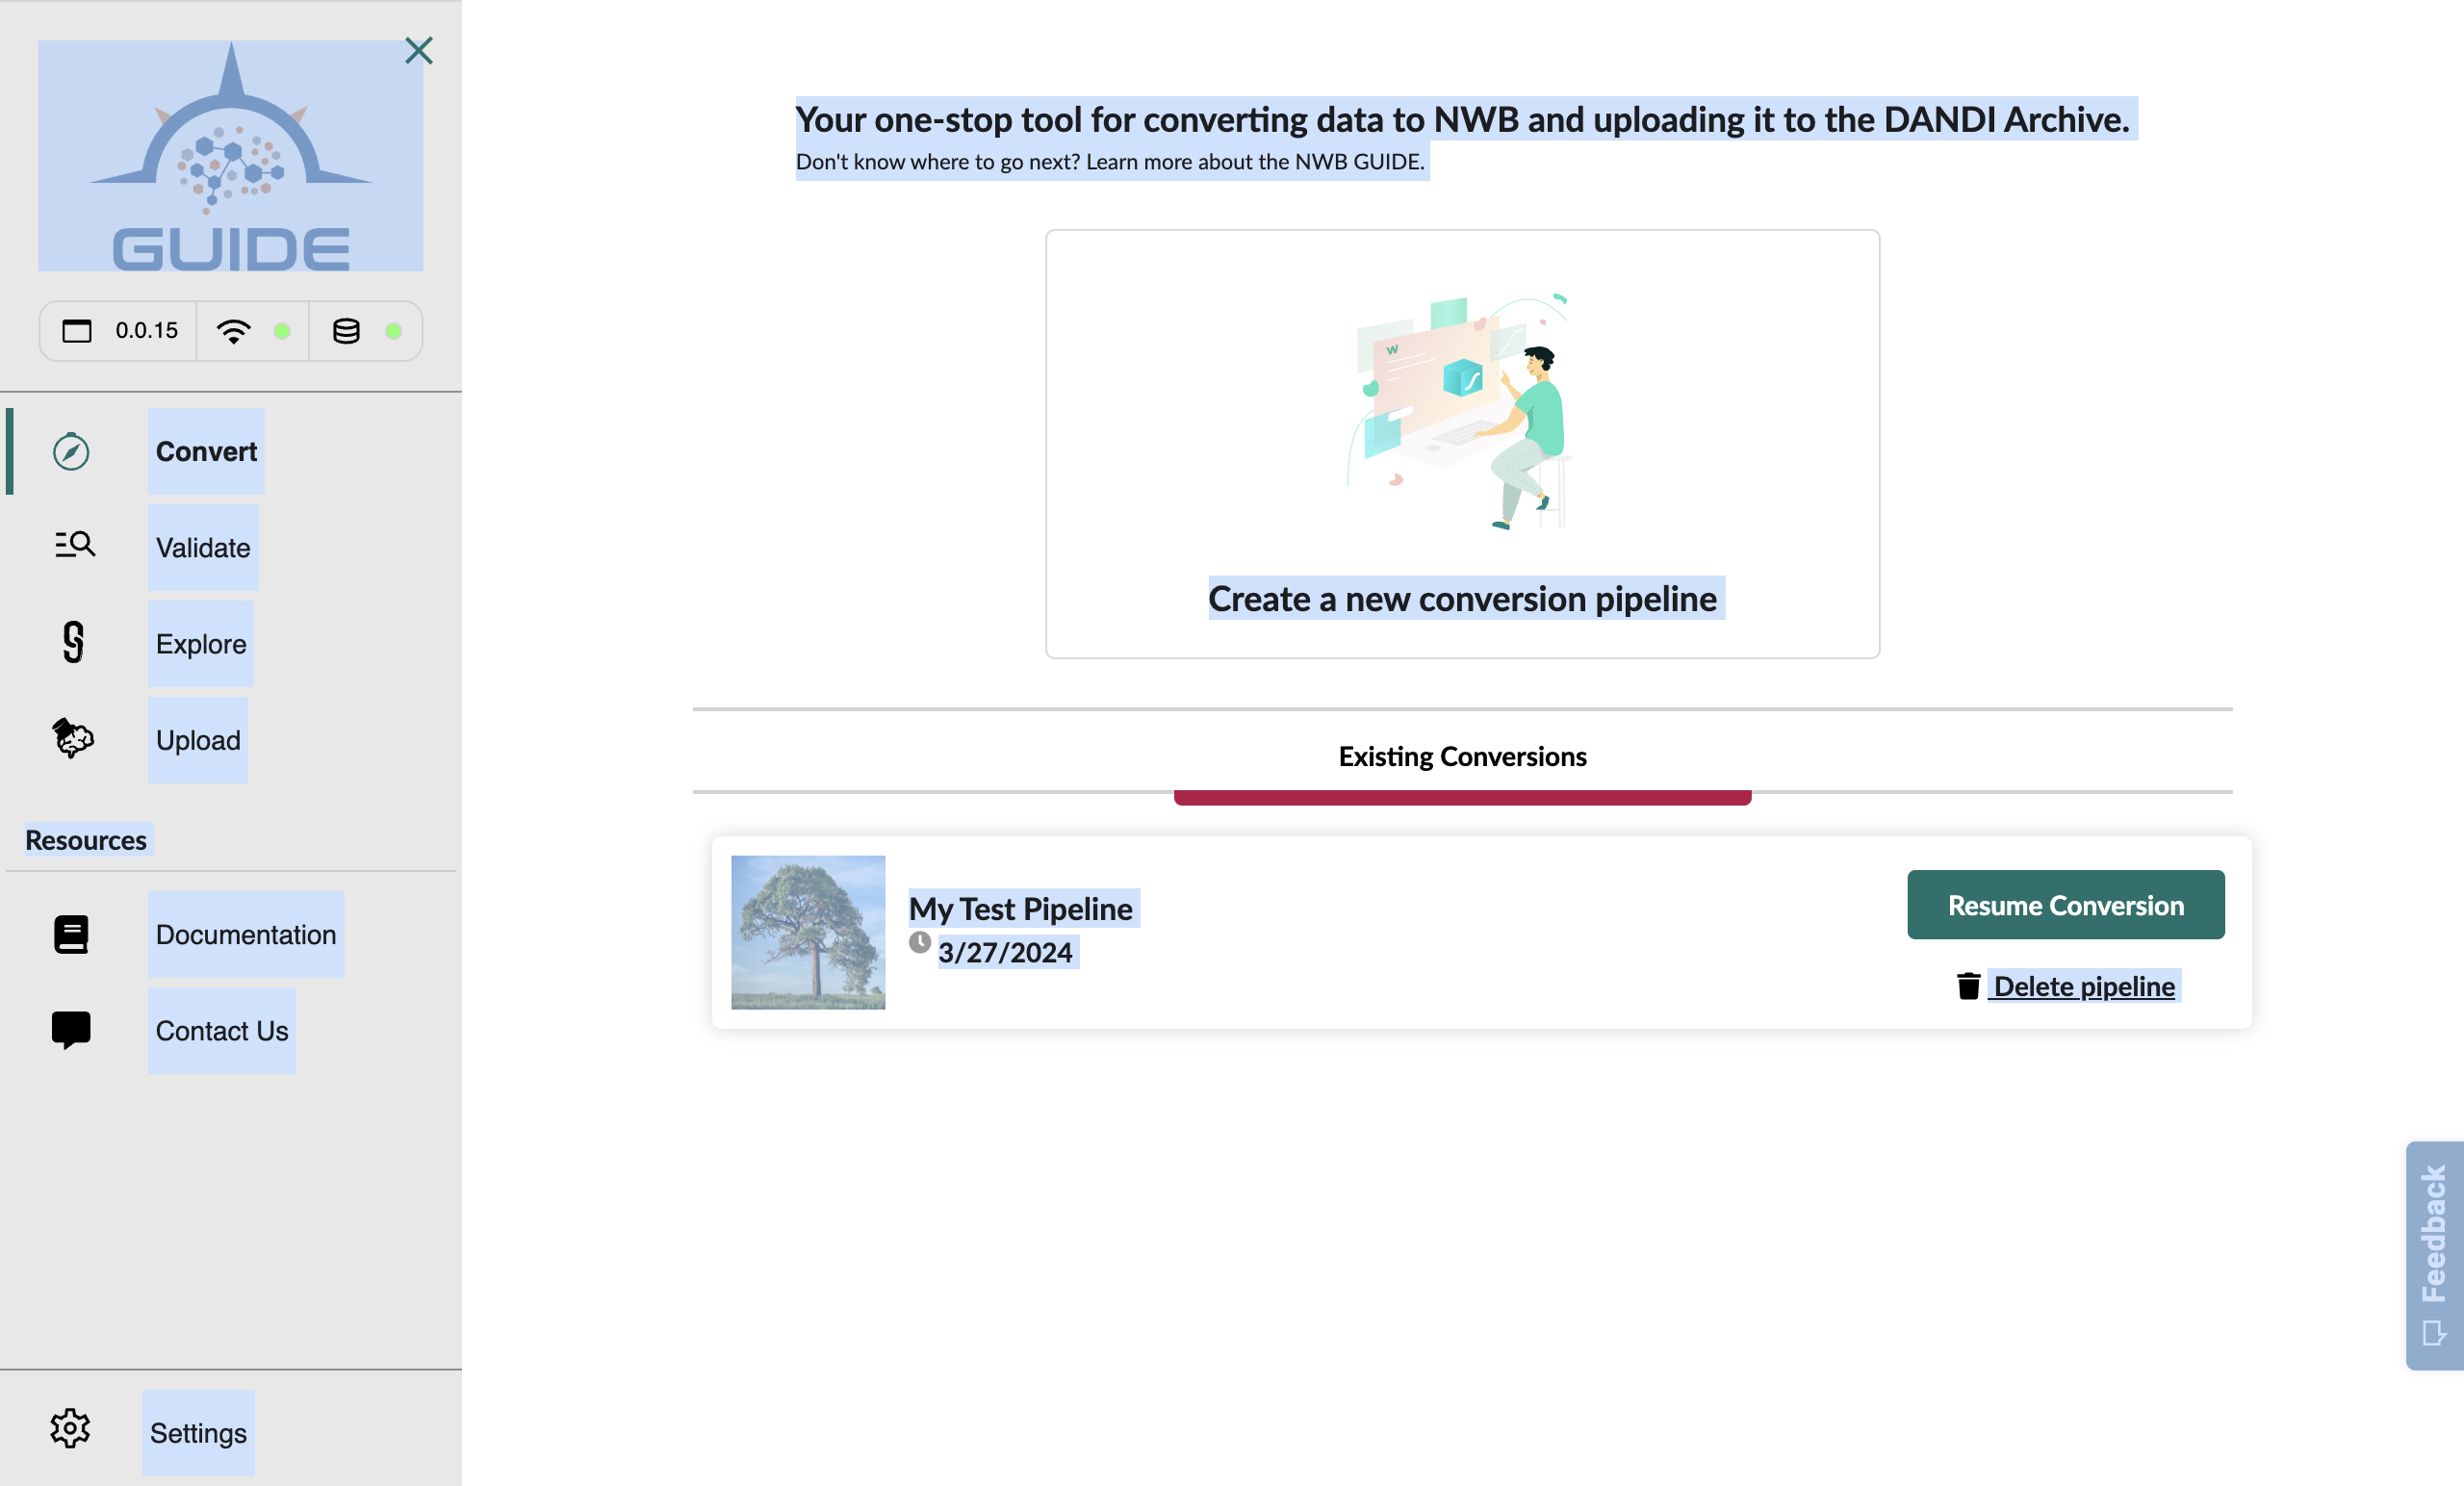 GUIDE
0.0.15
Convert
Validate
Explore
Upload
Resources
Documentation
Contact Us
Settings
Your one-stop tool for converting data to NWB and uploading it to the DANDI Archive.
Don't know where to go next? Learn more about the NWB GUIDE.
W
Create a new conversion pipeline
Existing Conversions
My Test Pipeline
3/27/2024
Resume Conversion
Delete pipeline
Feedback